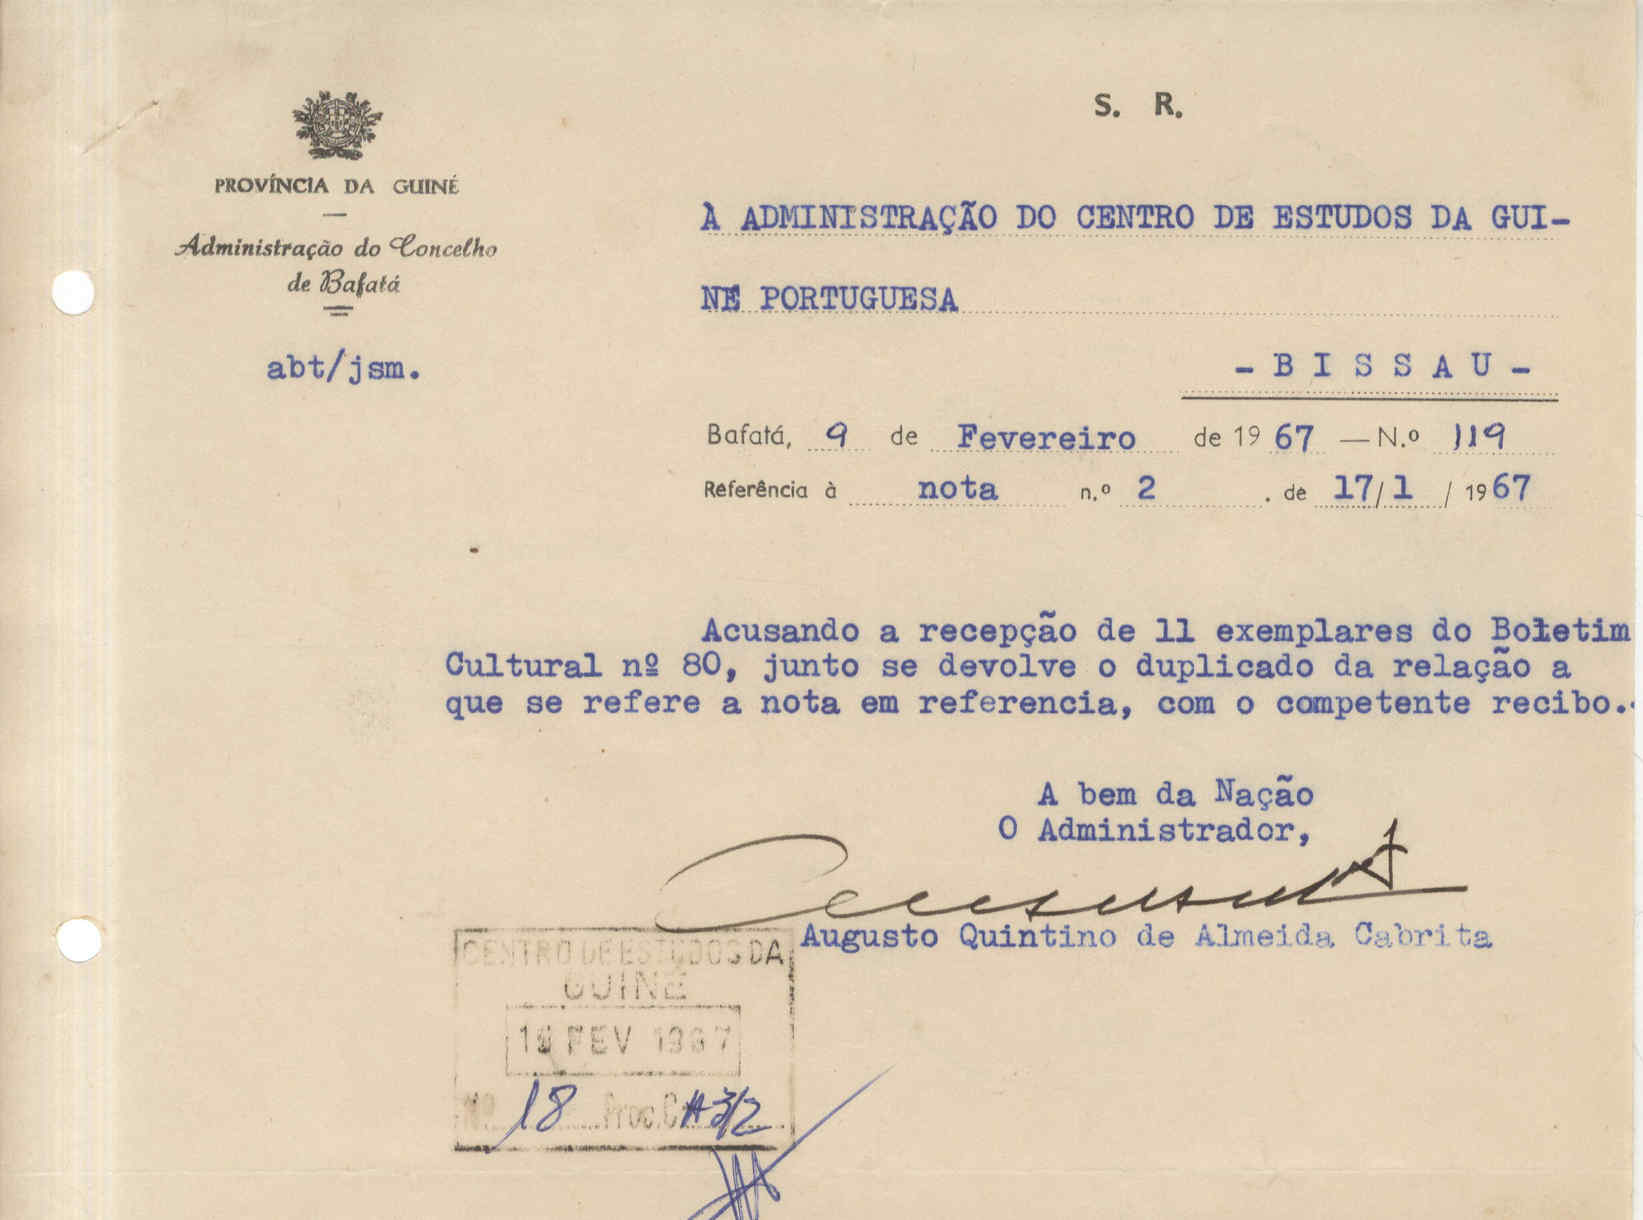 S. R.
PROVÍNCIA DA GUINÉ
Administração do Concelho
de Bafatá
abt/jsm.
À ADMINISTRAÇÃO DO CENTRO DE ESTUDOS DA GUI-
NÉ PORTUGUESA
- B I S S A U -
Bafatá, 9 de Fevereiro de 1967 — N.º 119
Referência à nota n.º 2 . de 17/1/1967
Acusando a recepção de 11 exemplares do Boletim
Cultural nº 80, junto se devolve o duplicado da relação a
que se refere a nota em referencia, com o competente recibo.-
A bem da Nação
O Administrador,
Augusto Quintino de Almeida Cabrita
CENTRO DE ESTUDOS DA
GUINÉ
FEV 1967
Nº 18 Proc.